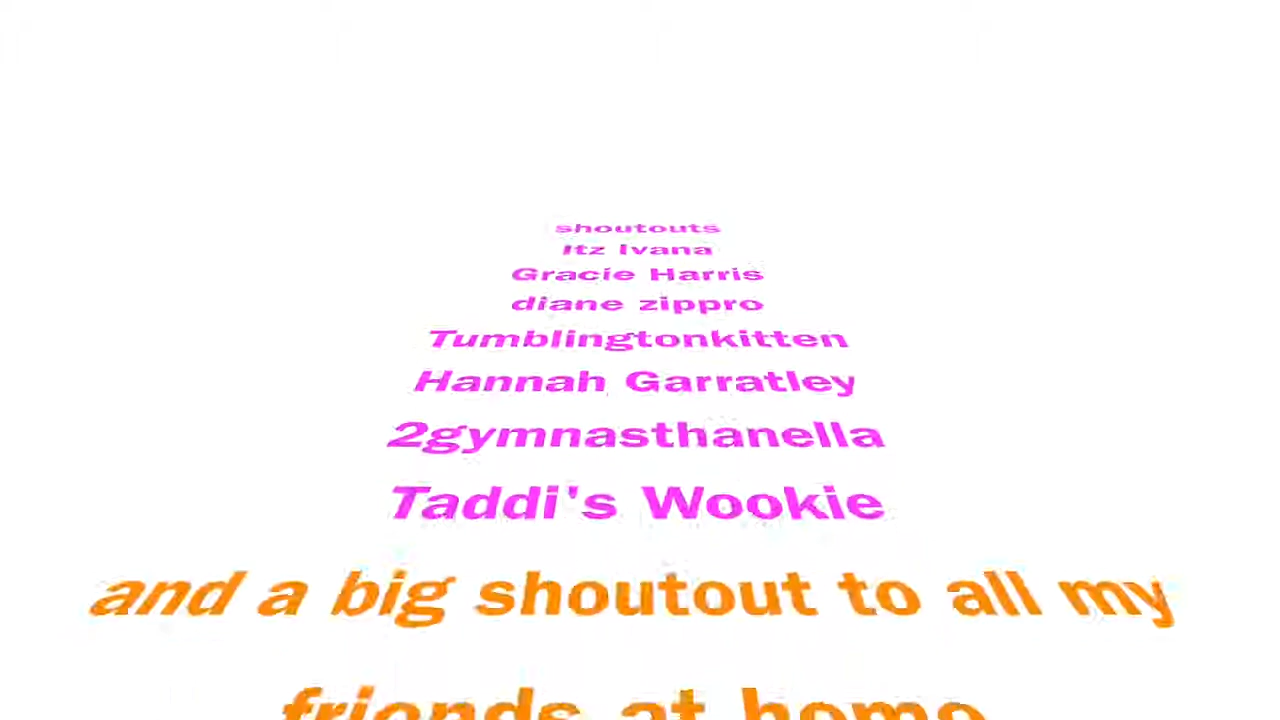 shoutouts
Itz Ivana
Gracie Harris
diane zippro
Tumblingtonkitten
Hannah Garratley
2gymnasthanella
Taddi's Wookie
and a big shoutout to all my
friends at home